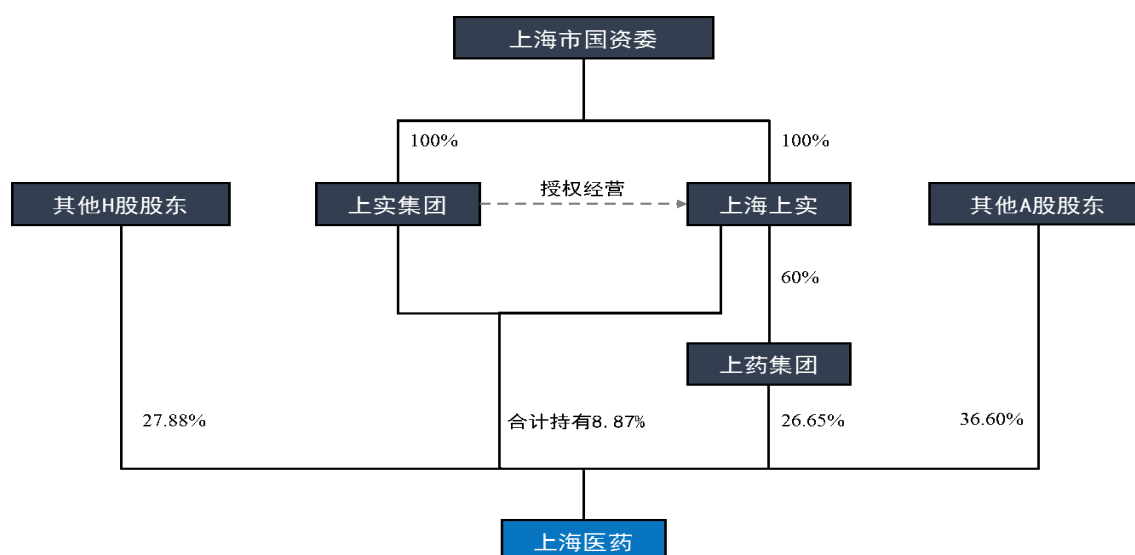 上海市国资委
100%
100%
其他H股股东
上实集团
授权经营
上海上实
其他A股股东
60%
上药集团
27.88%
合计持有8.87%
26.65%
36.60%
上海医药